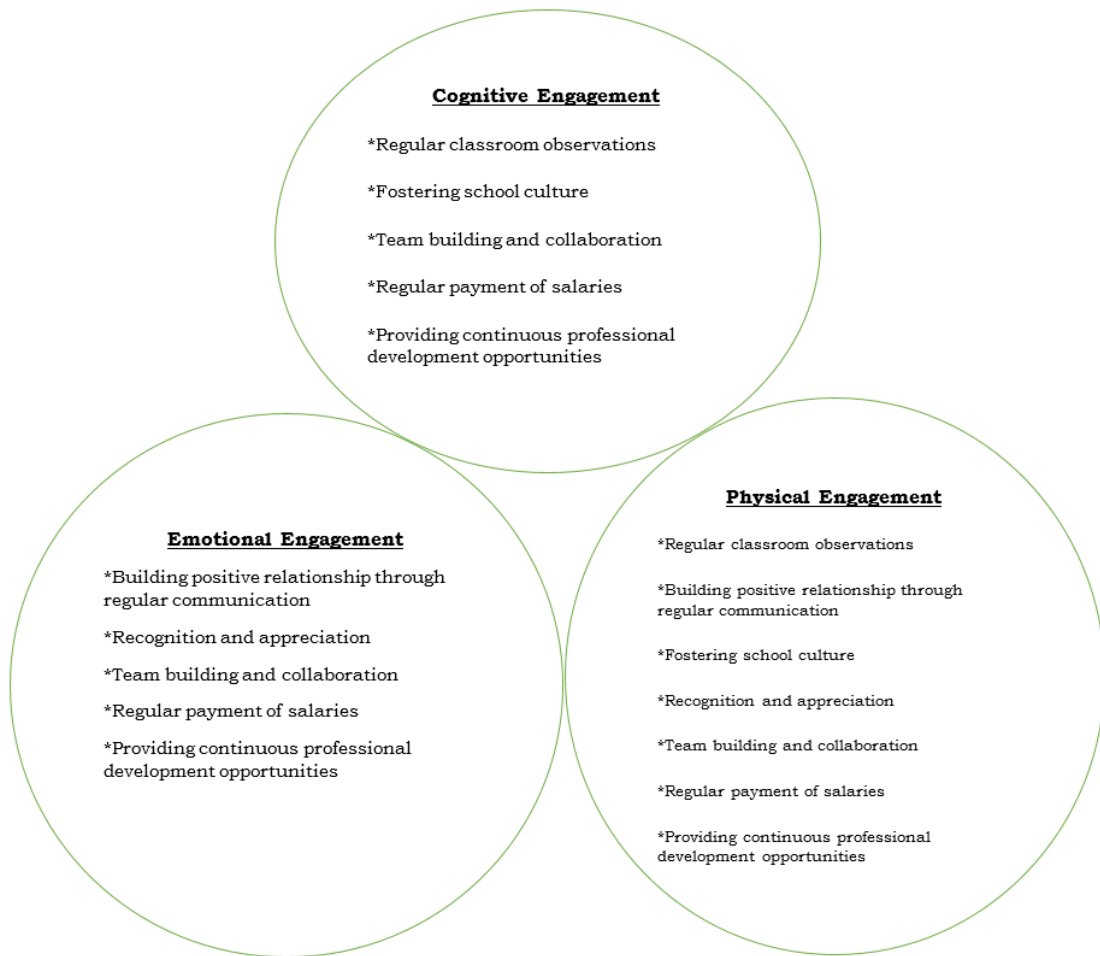 Cognitive Engagement
*Regular classroom observations
*Fostering school culture
*Team building and collaboration
*Regular payment of salaries
*Providing continuous professional
development opportunities
Emotional Engagement
*Building positive relationship through
regular communication
*Recognition and appreciation
*Team building and collaboration
*Regular payment of salaries
*Providing continuous professional
development opportunities
Physical Engagement
*Regular classroom observations
*Building positive relationship through
regular communication
*Fostering school culture
*Recognition and appreciation
*Team building and collaboration
*Regular payment of salaries
*Providing continuous professional
development opportunities